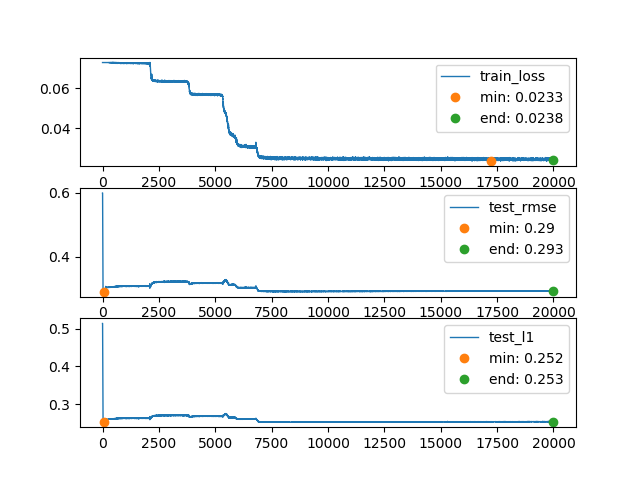 train_loss
min: 0.0233
end: 0.0238
0.06
0.04
0 2500 5000 7500 10000 12500 15000 17500 20000
0.6
0.4
test_rmse
min: 0.29
end: 0.293
0 2500 5000 7500 10000 12500 15000 17500 20000
0.5
0.4
0.3
test_l1
min: 0.252
end: 0.253
0 2500 5000 7500 10000 12500 15000 17500 20000